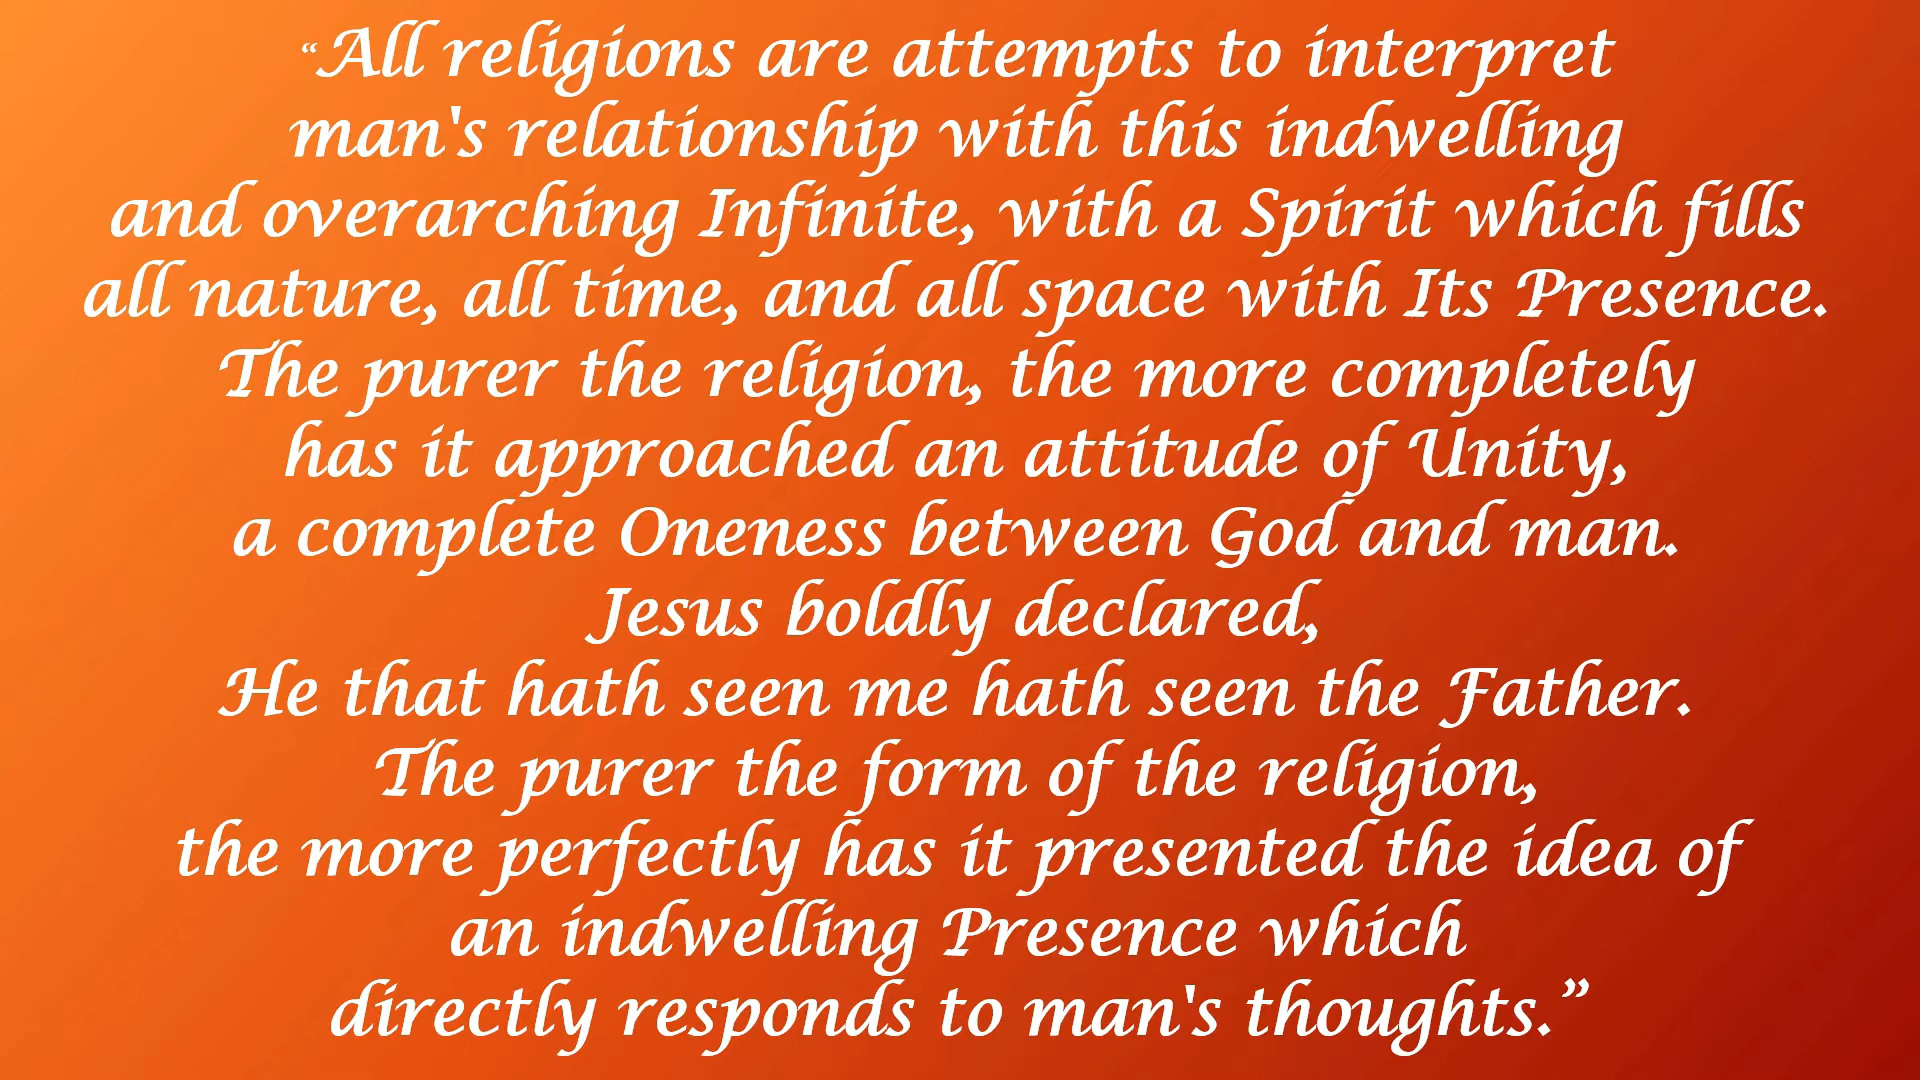 “All religions are attempts to interpret
man's relationship with this indwelling
and overarching Infinite, with a Spirit which fills
all nature, all time, and all space with Its Presence.
The purer the religion, the more completely
has it approached an attitude of Unity,
a complete Oneness between God and man.
Jesus boldly declared,
He that hath seen me hath seen the Father.
The purer the form of the religion,
the more perfectly has it presented the idea of
an indwelling Presence which
directly responds to man's thoughts.”